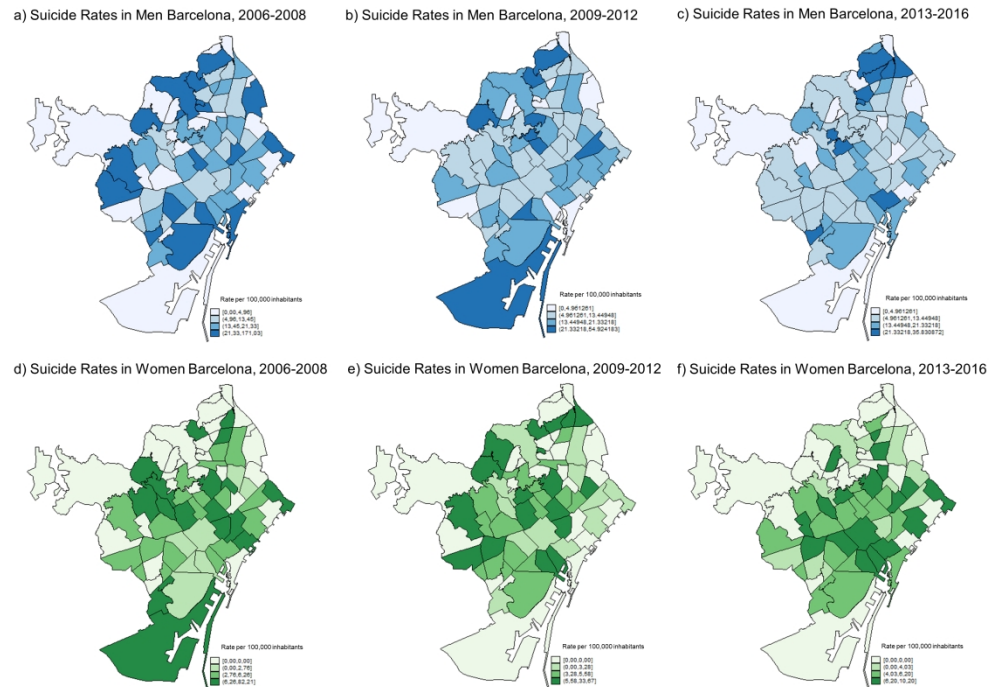 a) Suicide Rates in Men Barcelona, 2006-2008
b) Suicide Rates in Men Barcelona, 2009-2012
c) Suicide Rates in Men Barcelona, 2013-2016
Rate per 100,000 inhabitants
[0,00,4,96]
(4,96,13,45]
(13,45,21,33]
(21,33,171,03]
Rate per 100,000 inhabitants
[0,4.961261]
(4.961261,13.44948]
(13.44948,21.33218]
(21.33218,54.924183]
Rate per 100,000 inhabitants
[0,4.961261]
(4.961261,13.44948]
(13.44948,21.33218]
(21.33218,35.830872]
d) Suicide Rates in Women Barcelona, 2006-2008
e) Suicide Rates in Women Barcelona, 2009-2012
f) Suicide Rates in Women Barcelona, 2013-2016
Rate per 100,000 inhabitants
[0,00,0,00]
(0,00,2,76]
(2,76,6,26]
(6,26,82,21]
Rate per 100,000 inhabitants
[0,00,0,00]
(0,00,3,28]
(3,28,5,58]
(5,58,33,67]
Rate per 100,000 inhabitants
[0,00,0,00]
(0,00,4,03]
(4,03,6,20]
(6,20,10,20]